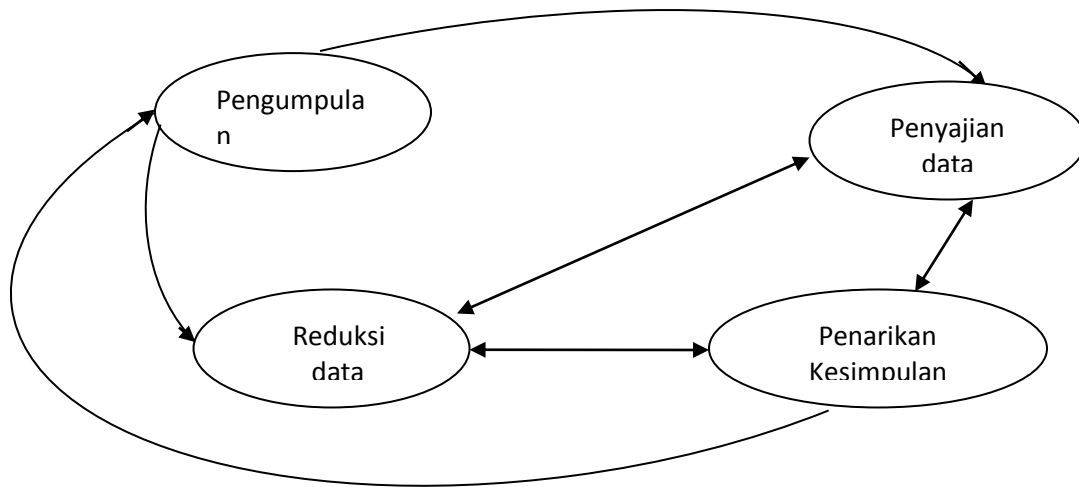 Pengumpula
n
Penyajian
data
Reduksi
data
Penarikan
Kesimpulan